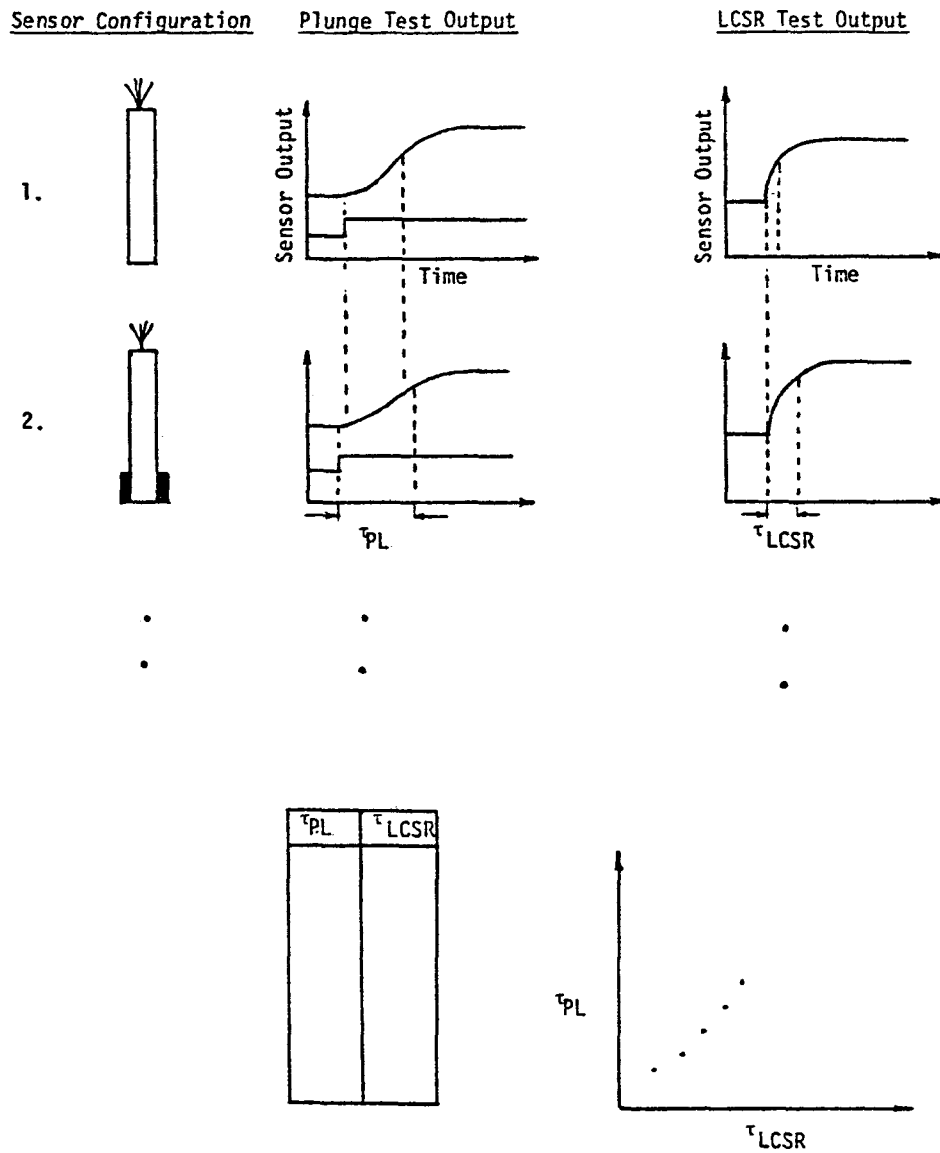 Sensor Configuration
Plunge Test Output
LCSR Test Output
1.
Sensor Output
Time
Sensor Output
Time
2.
τPL
τLCSR
τPL
τLCSR
τPL
τLCSR